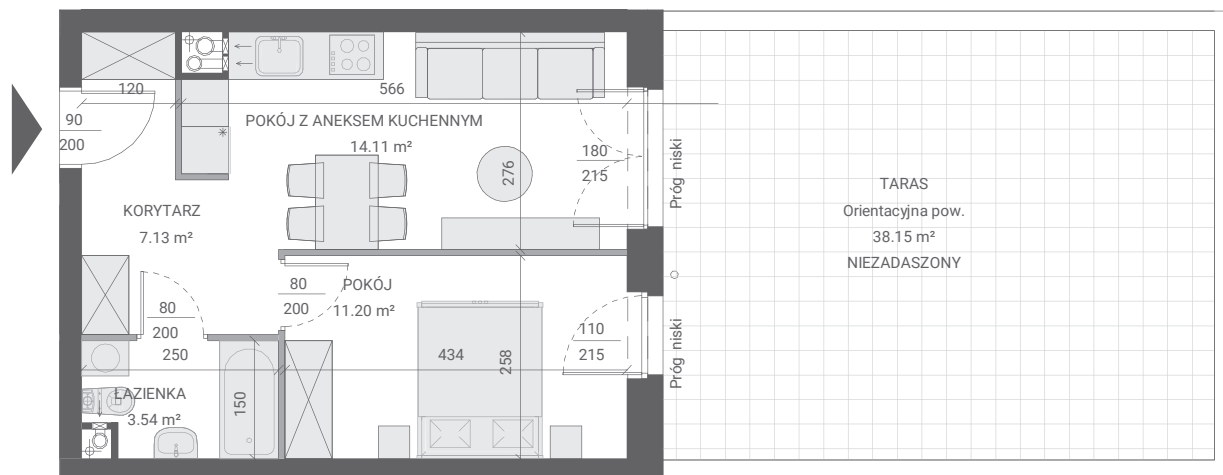 120
566
90
200
POKÓJ Z ANEKSEM KUCHENNYM
14.11 m²
276
180
215
Próg niski
TARAS
Orientacyjna pow.
38.15 m²
NIEZADASZONY
KORYTARZ
7.13 m²
80
200
POKÓJ
11.20 m²
80
200
250
434
258
110
215
Próg niski
ŁAZIENKA
3.54 m²
150